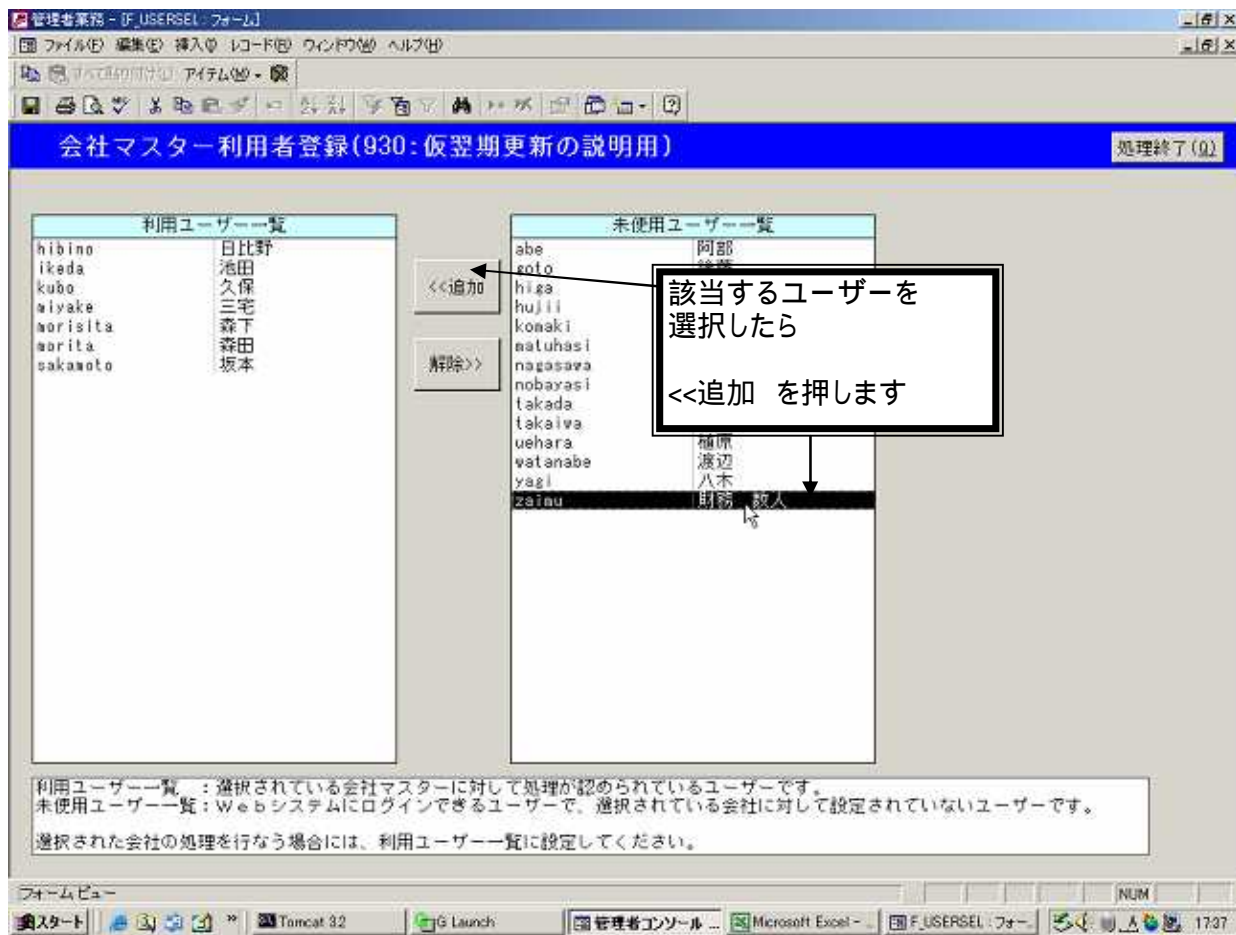 管理者業務 - [F_USERSEL : フォーム]
ファイル(F) 編集(E) 挿入(I) レコード(R) ウィンドウ(W) ヘルプ(H)
アイテム(W)
会社マスター利用者登録(930:仮翌期更新の説明用)
処理終了(Q)
利用ユーザー一覧
hibino 日比野
ikeda 池田
kubo 久保
miyake 三宅
morisita 森下
morita 森田
sakamoto 坂本
<<追加
解除>>
未使用ユーザー一覧
abe 阿部
goto
higa
hujii
komaki
matuhasi
nagasawa
nobayasi
takada
takaiwa
uehara 植原
watanabe 渡辺
yagi 八木
zaimu 財務 数人
該当するユーザーを
選択したら
<<追加 を押します
利用ユーザー一覧 :選択されている会社マスターに対して処理が認められているユーザーです。
未使用ユーザー一覧:Webシステムにログインできるユーザーで、選択されている会社に対して設定されていないユーザーです。
選択された会社の処理を行なう場合には、利用ユーザー一覧に設定してください。
フォーム ビュー
NUM
スタート
Tomcat 3.2
G Launch
管理者コンソール ...
Microsoft Excel - ...
F_USERSEL : フォー...
17:37